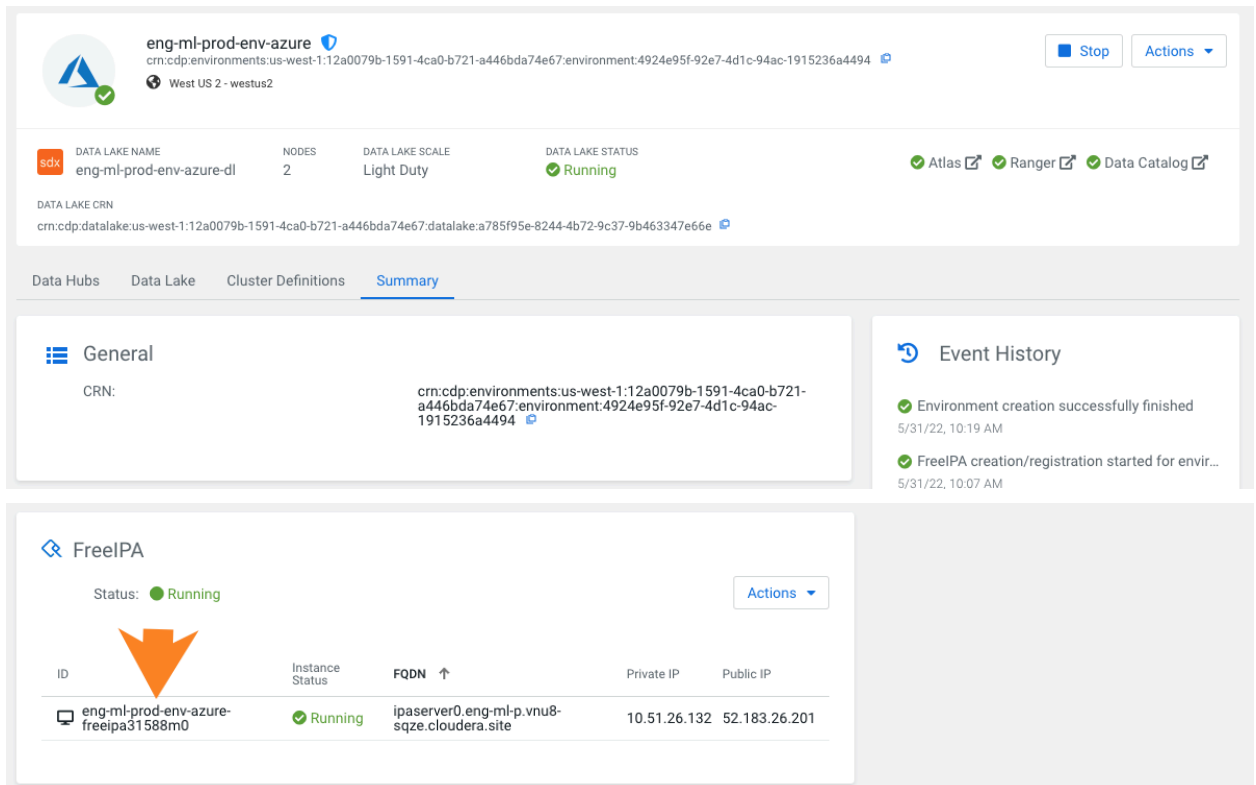 eng-ml-prod-env-azure
crn:cdp:environments:us-west-1:12a0079b-1591-4ca0-b721-a446bda74e67:environment:4924e95f-92e7-4d1c-94ac-1915236a4494
West US 2 - westus2
Stop
Actions
sdx
DATA LAKE NAME
eng-ml-prod-env-azure-dl
NODES
2
DATA LAKE SCALE
Light Duty
DATA LAKE STATUS
Running
Atlas
Ranger
Data Catalog
DATA LAKE CRN
crn:cdp:datalake:us-west-1:12a0079b-1591-4ca0-b721-a446bda74e67:datalake:a785f95e-8244-4b72-9c37-9b463347e66e
Data Hubs
Data Lake
Cluster Definitions
Summary
General
CRN:
crn:cdp:environments:us-west-1:12a0079b-1591-4ca0-b721-
a446bda74e67:environment:4924e95f-92e7-4d1c-94ac-
1915236a4494
Event History
Environment creation successfully finished
5/31/22, 10:19 AM
FreeIPA creation/registration started for envir...
5/31/22, 10:07 AM
FreeIPA
Status: Running
Actions
ID
Instance
Status
FQDN
Private IP
Public IP
eng-ml-prod-env-azure-
freeipa31588m0
Running
ipaserver0.eng-ml-p.vnu8-
sqze.cloudera.site
10.51.26.132
52.183.26.201